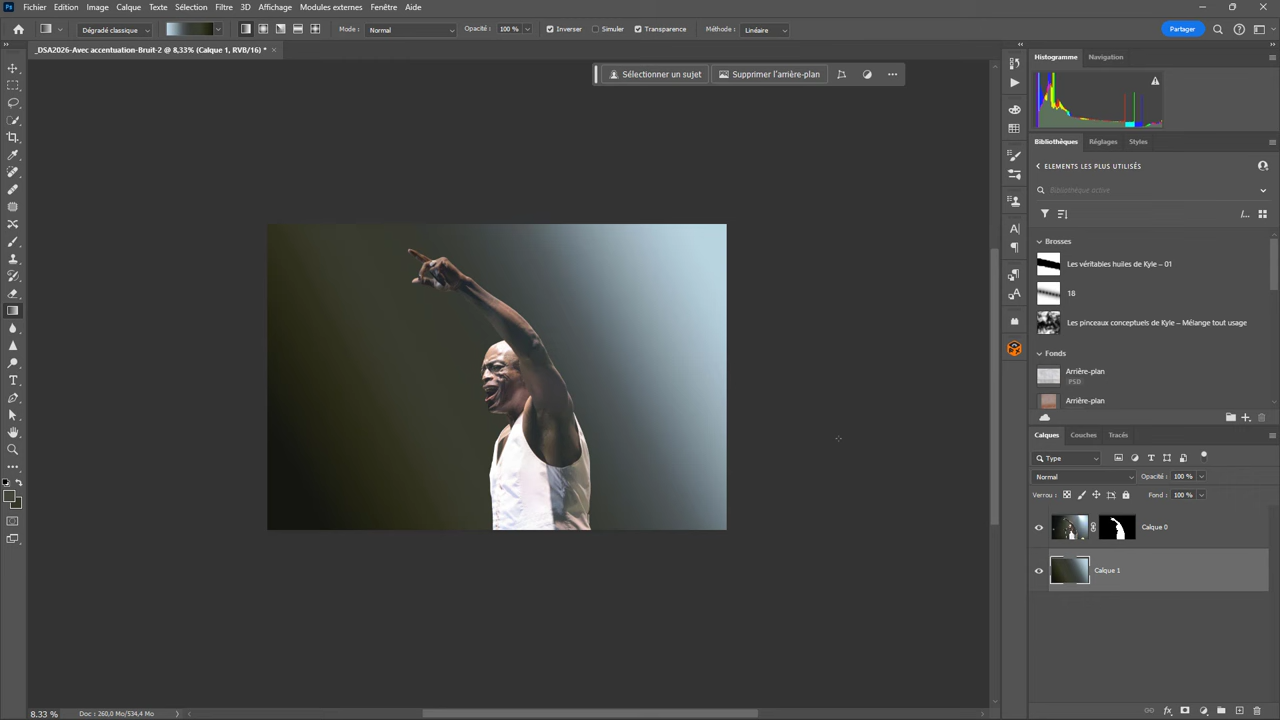 Ps Fichier Edition Image Calque Texte Sélection Filtre 3D Affichage Modules externes Fenêtre Aide
Dégradé classique Mode : Normal Opacité : 100 % Inverser Simuler Transparence Méthode : Linéaire Partager
_DSA2026-Avec accentuation-Bruit-2 @ 8,33% (Calque 1, RVB/16) *
Sélectionner un sujet Supprimer l'arrière-plan
Histogramme Navigation
Bibliothèques Réglages Styles
ELEMENTS LES PLUS UTILISÉS
Bibliothèque active
Brosses
Les véritables huiles de Kyle – 01
18
Les pinceaux conceptuels de Kyle – Mélange tout usage
Fonds
Arrière-plan
PSD
Arrière-plan
Calques Couches Tracés
Type
Normal Opacité : 100 %
Verrou : Fond : 100 %
Calque 0
Calque 1
8.33 % Doc : 260,0 Mo/534,4 Mo